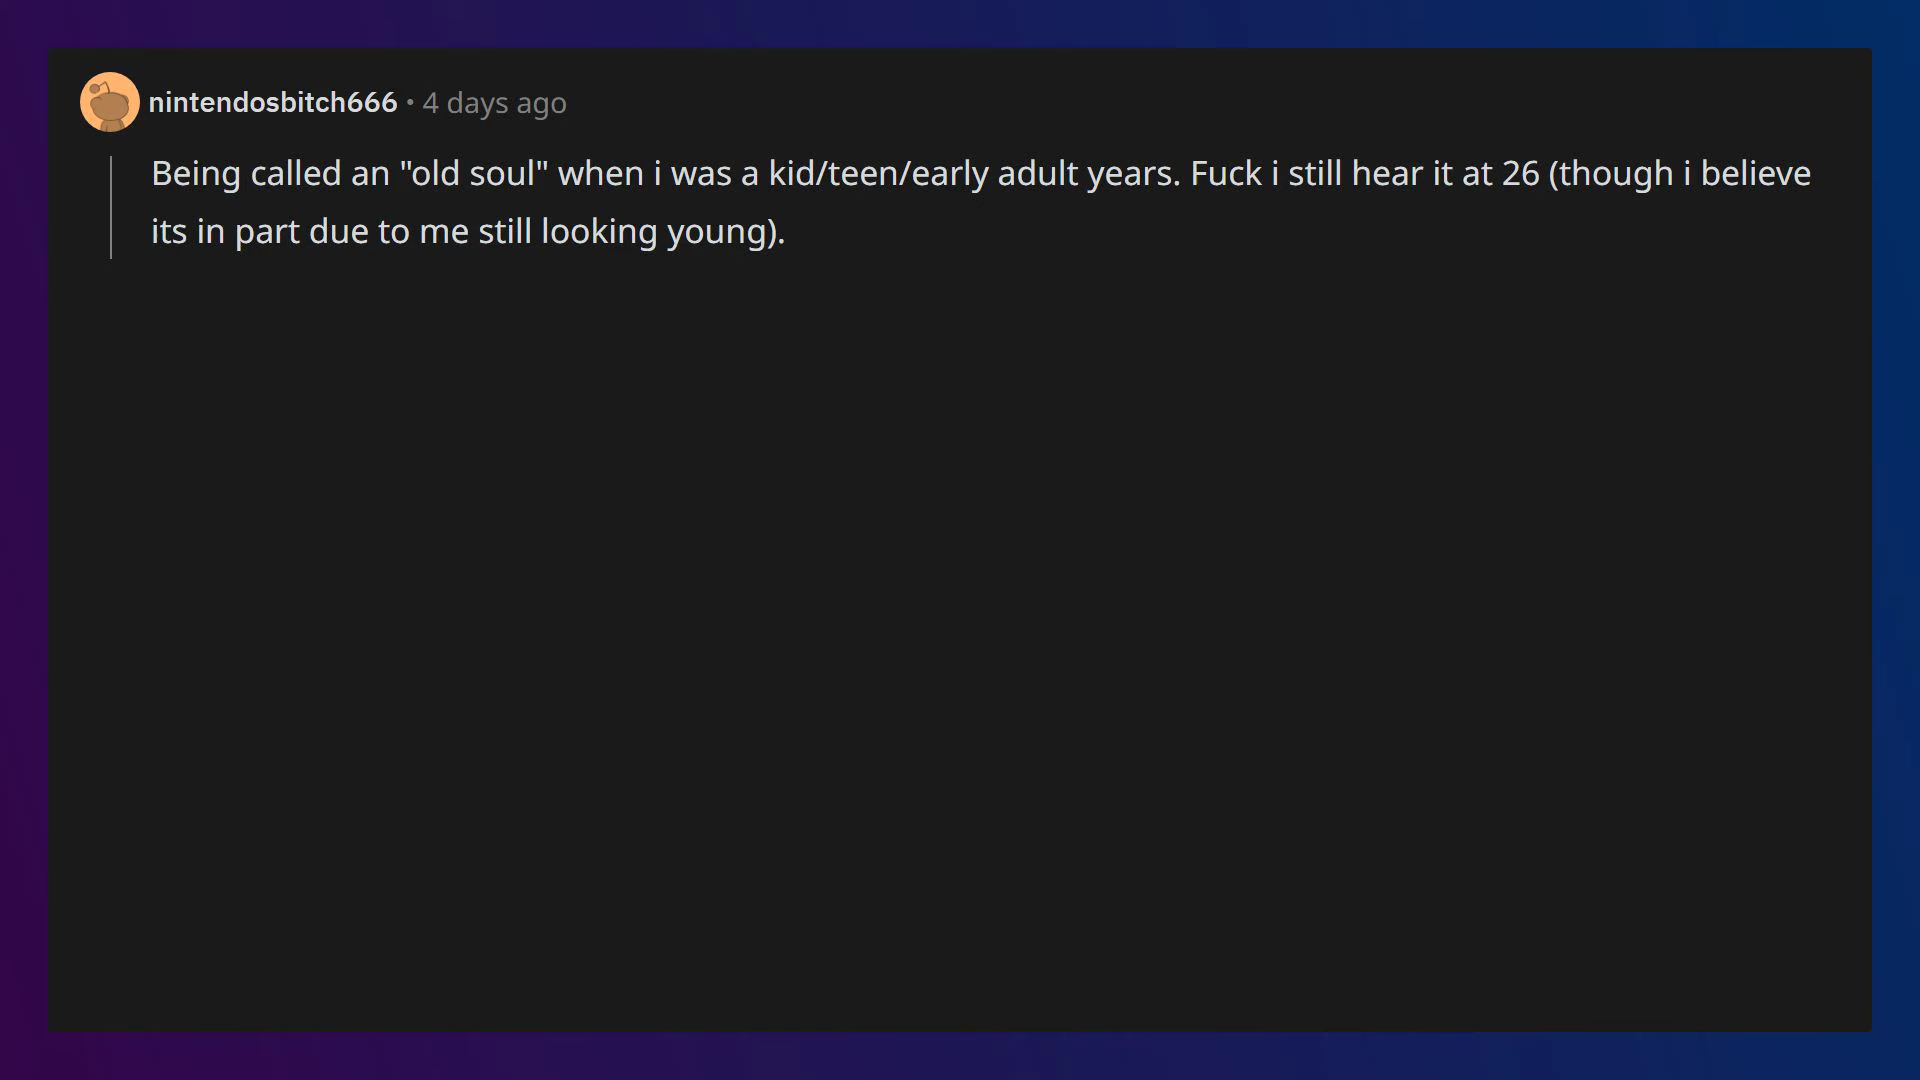 nintendosbitch666 • 4 days ago
Being called an "old soul" when i was a kid/teen/early adult years. Fuck i still hear it at 26 (though i believe
its in part due to me still looking young).